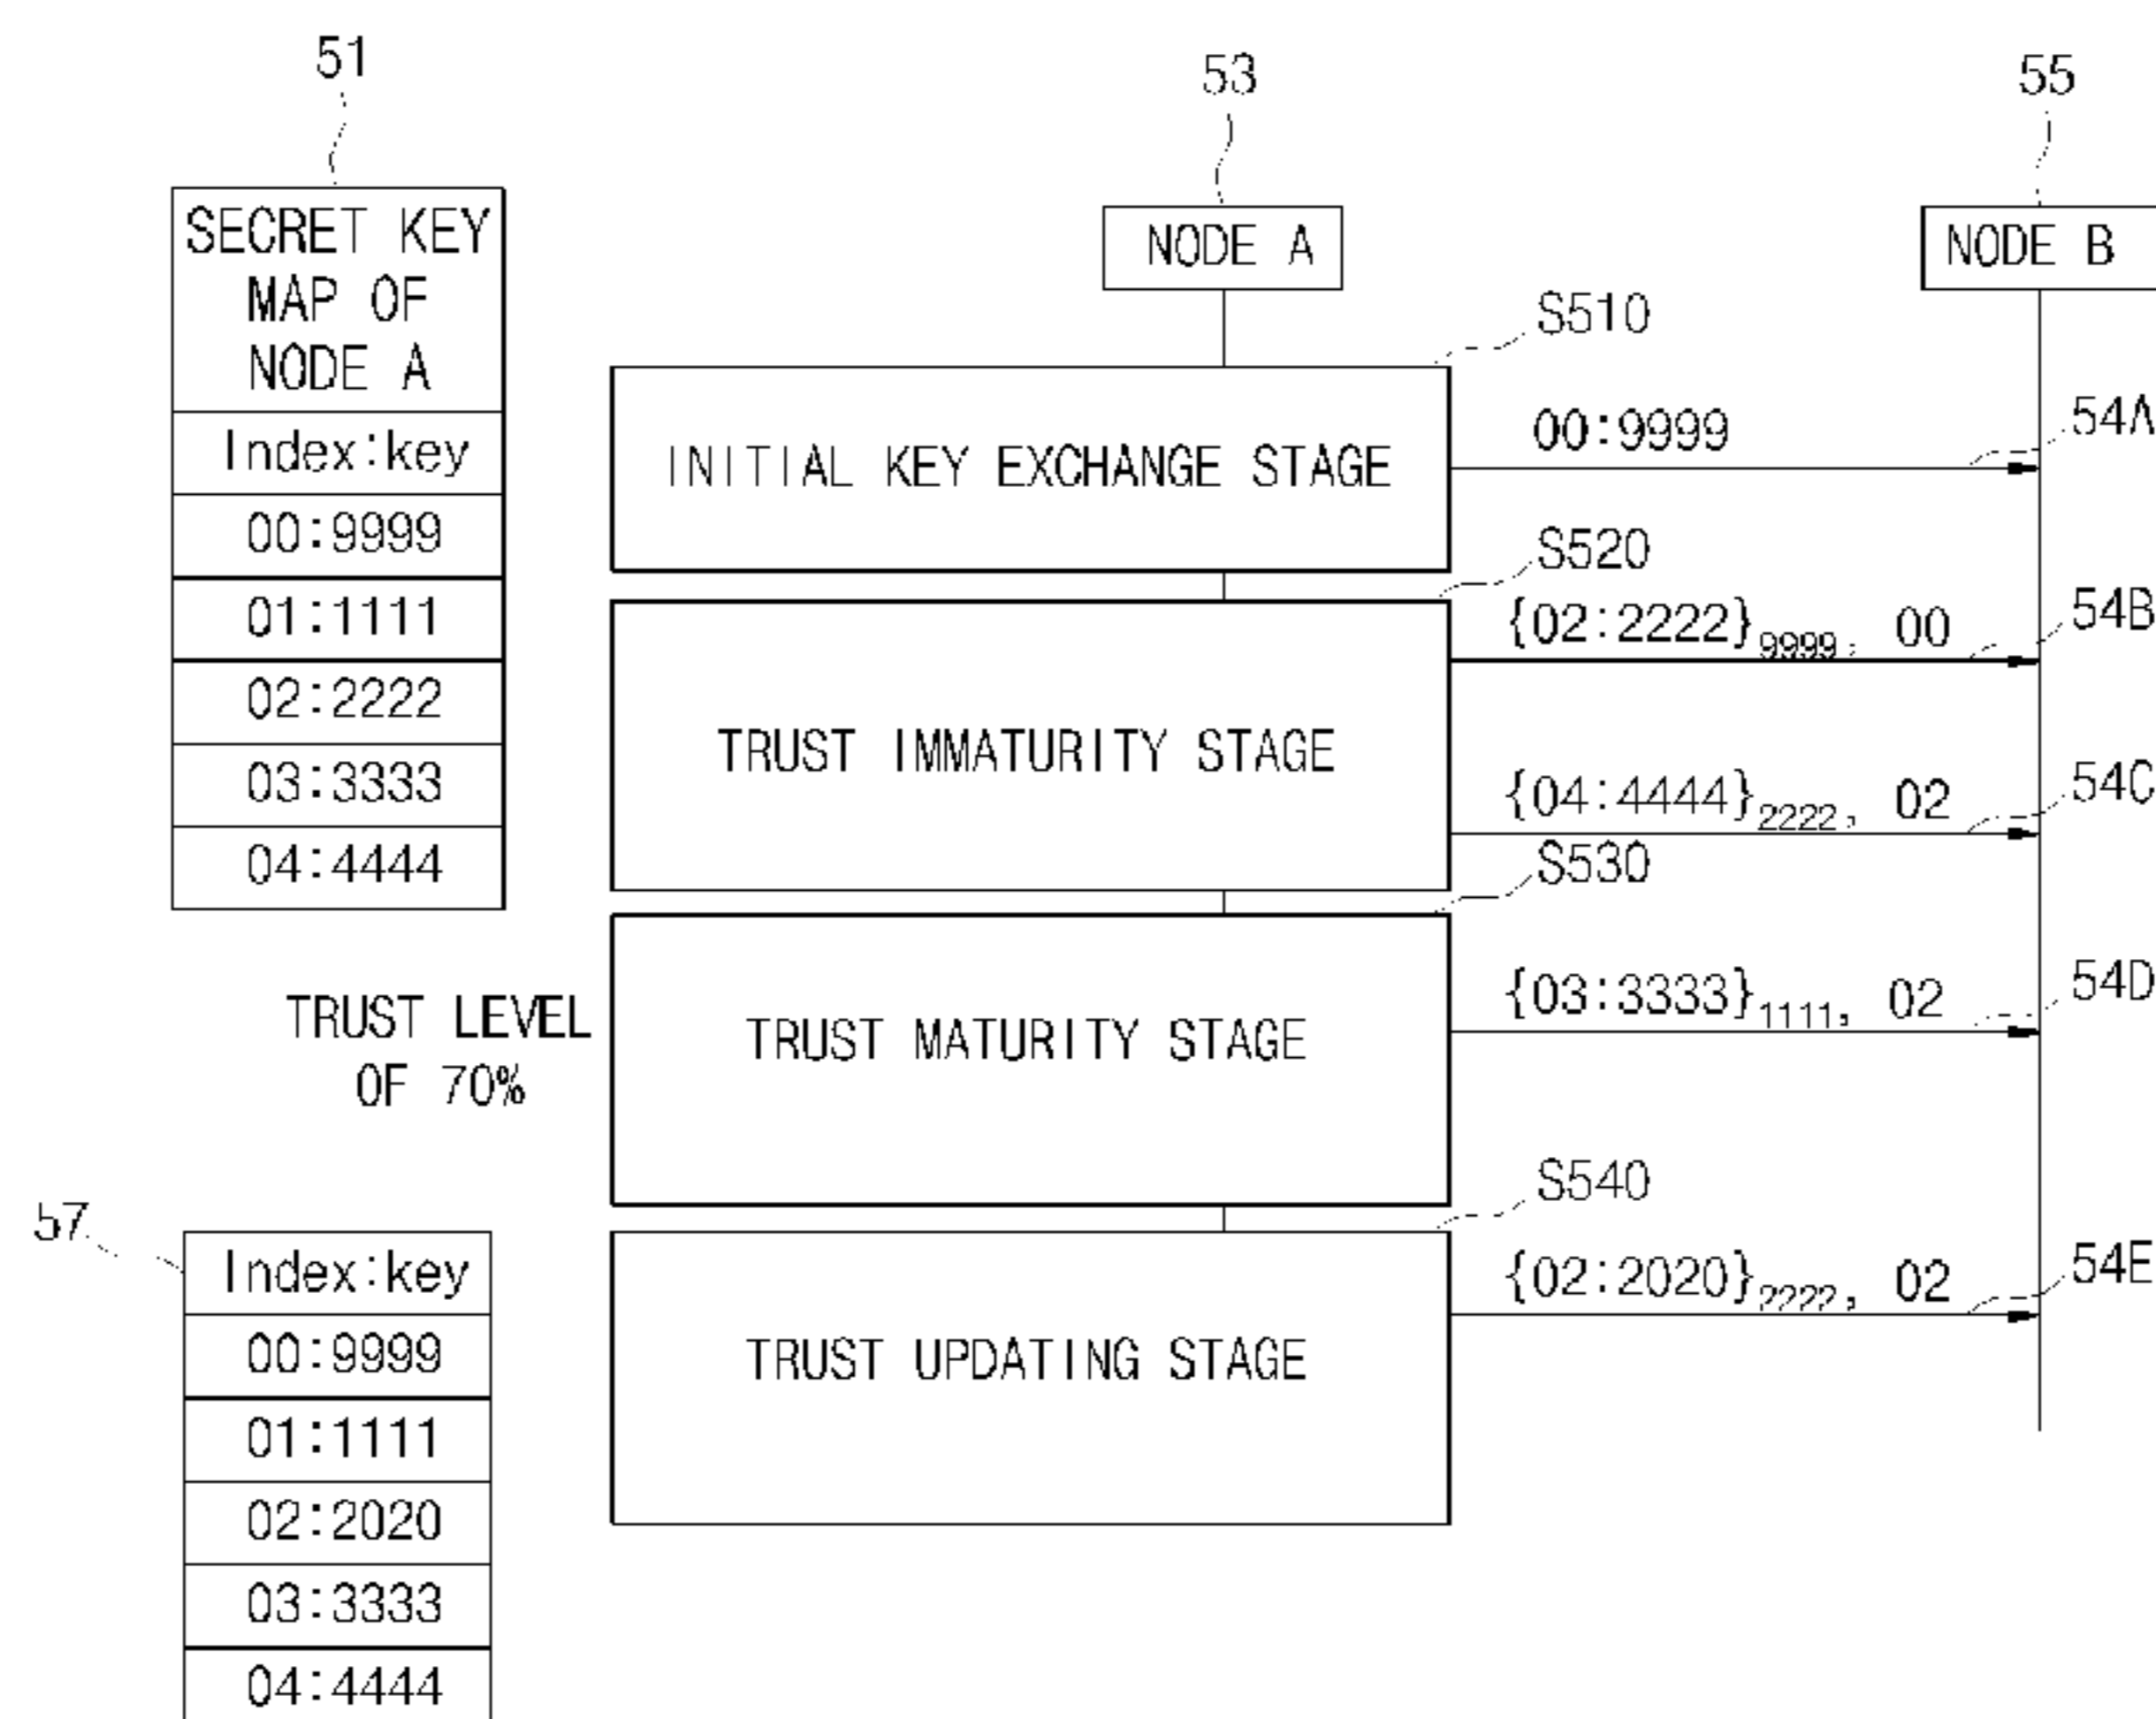 51
53
55
SECRET KEY
MAP OF
NODE A
Index:key
00:9999
01:1111
02:2222
03:3333
04:4444
TRUST LEVEL
OF 70%
57
Index:key
00:9999
01:1111
02:2020
03:3333
04:4444
NODE A
NODE B
S510
INITIAL KEY EXCHANGE STAGE
00:9999
54A
S520
TRUST IMMATURITY STAGE
{02:2222}9999, 00
54B
{04:4444}2222, 02
54C
S530
TRUST MATURITY STAGE
{03:3333}1111, 02
54D
S540
TRUST UPDATING STAGE
{02:2020}2222, 02
54E